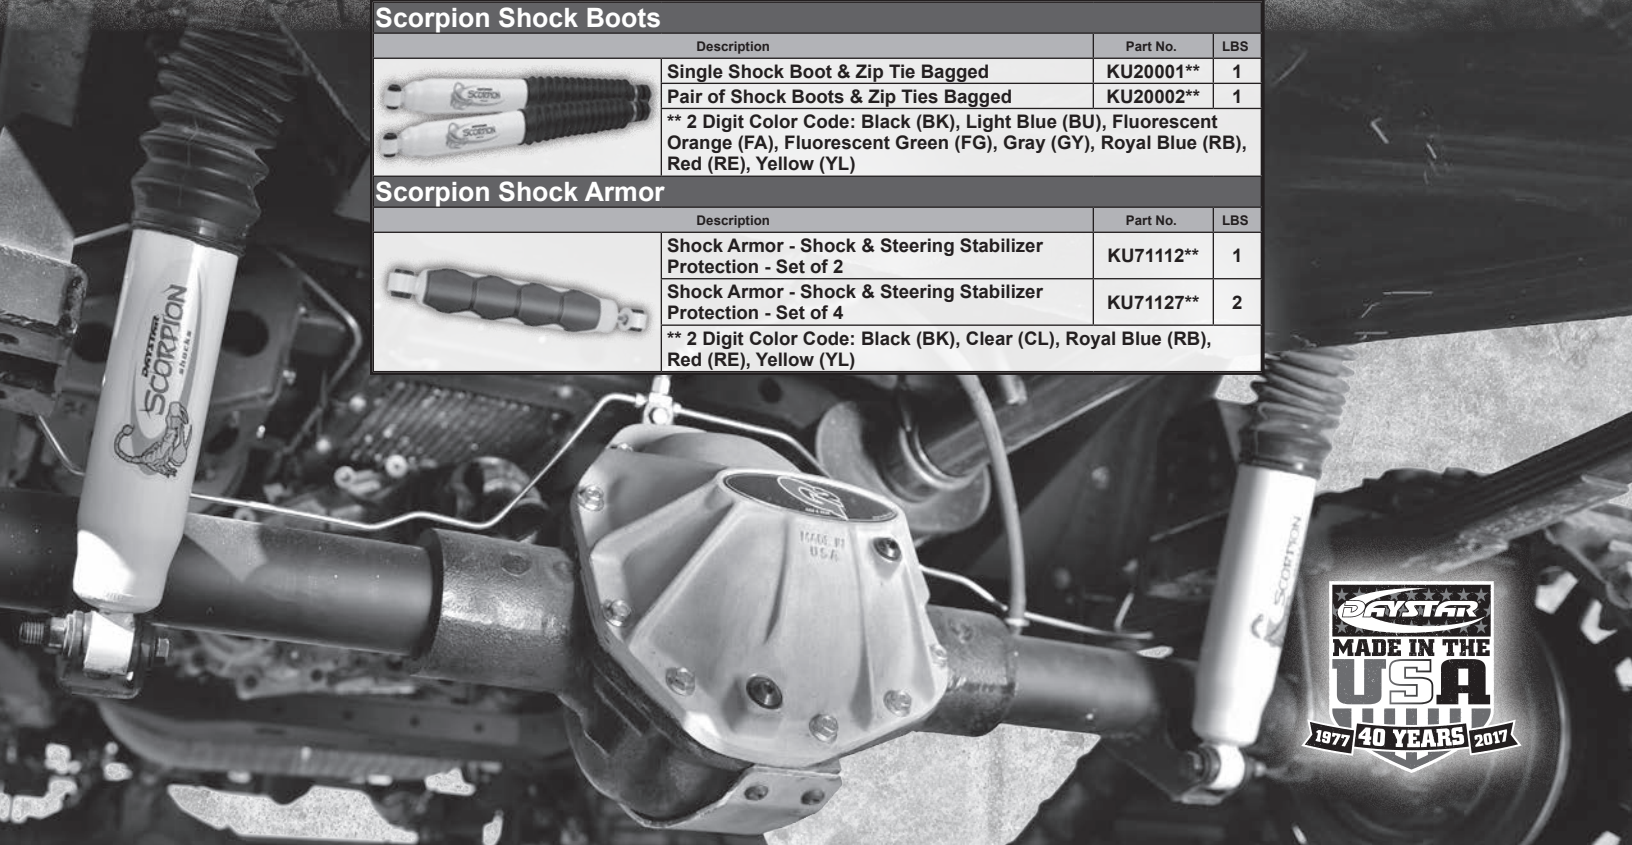 Scorpion Shock Boots
Description Part No. LBS
Single Shock Boot & Zip Tie Bagged KU20001** 1
Pair of Shock Boots & Zip Ties Bagged KU20002** 1
** 2 Digit Color Code: Black (BK), Light Blue (BU), Fluorescent
Orange (FA), Fluorescent Green (FG), Gray (GY), Royal Blue (RB),
Red (RE), Yellow (YL)
SCORPION
SCORPION
Scorpion Shock Armor
Description Part No. LBS
Shock Armor - Shock & Steering Stabilizer
Protection - Set of 2 KU71112** 1
Shock Armor - Shock & Steering Stabilizer
Protection - Set of 4 KU71127** 2
** 2 Digit Color Code: Black (BK), Clear (CL), Royal Blue (RB),
Red (RE), Yellow (YL)
DAYSTAR
SCORPION
shocks
MADE IN
USA
SCORPION
DAYSTAR
MADE IN THE
USA
1977 40 YEARS 2017